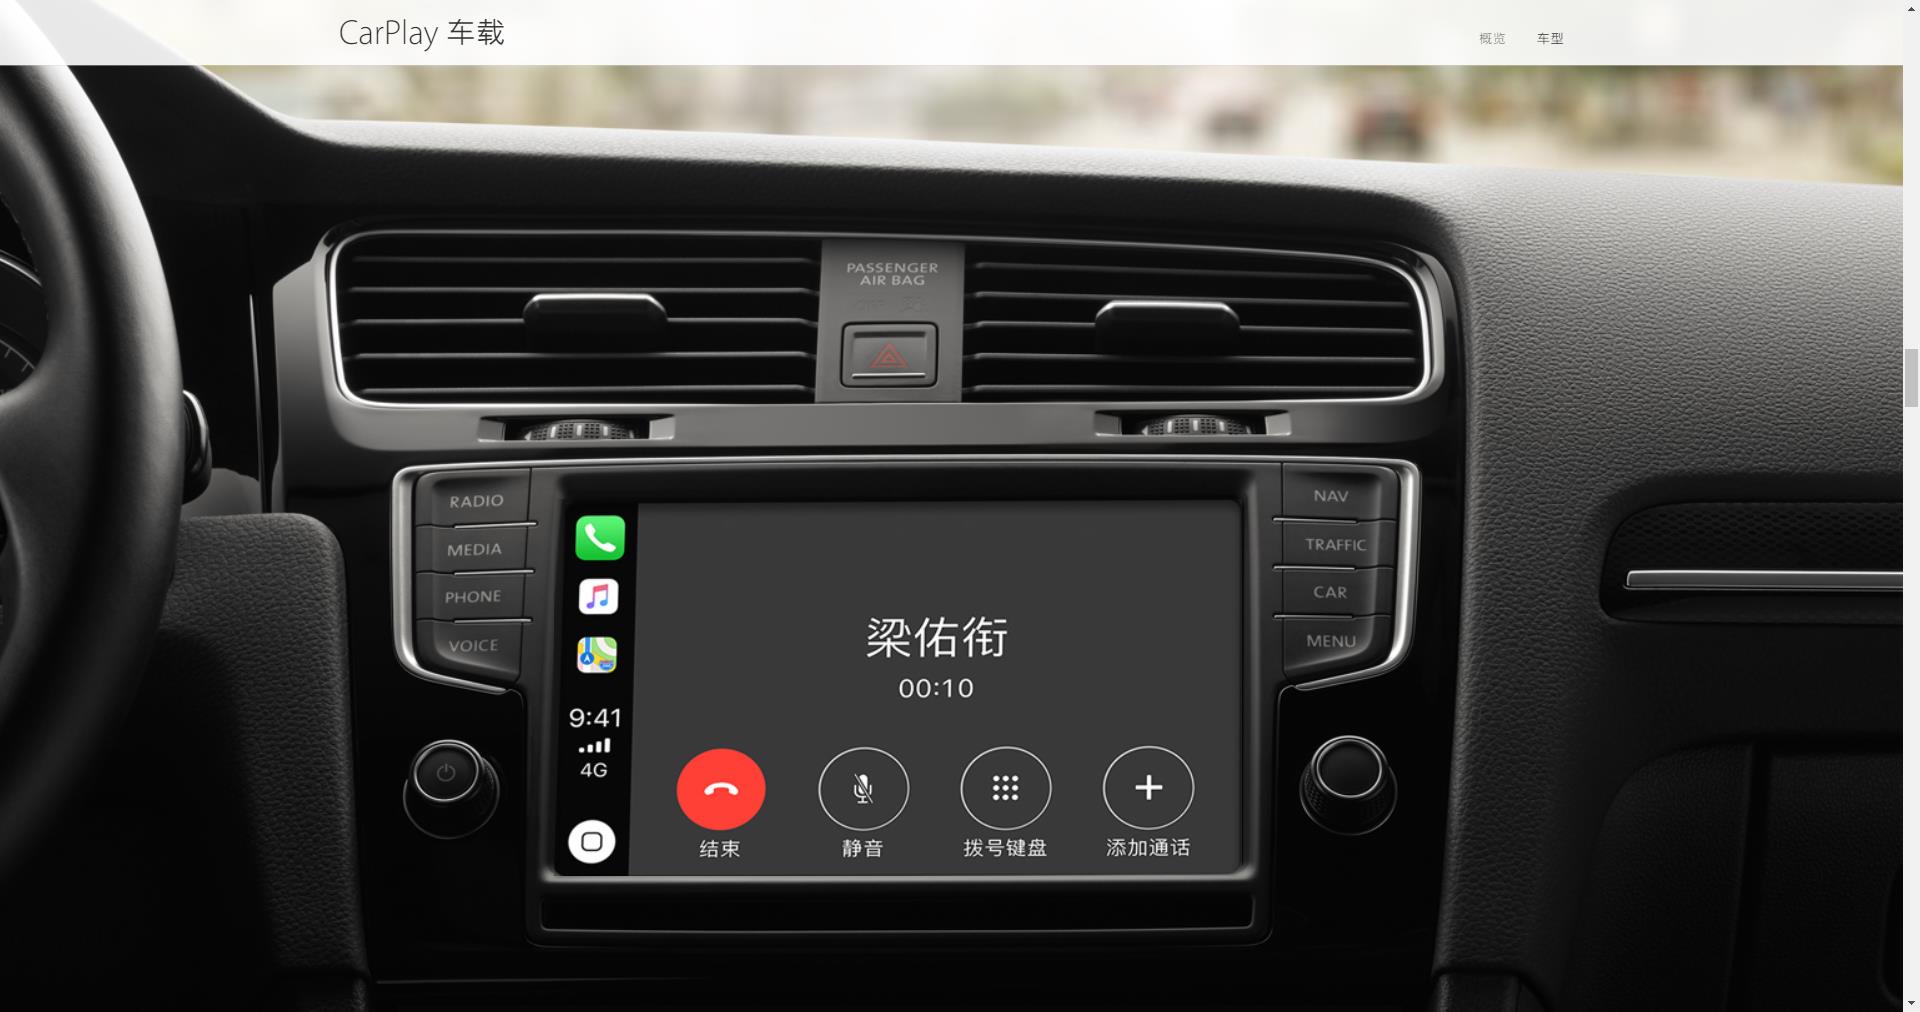 CarPlay 车载
概览
车型
PASSENGER
AIR BAG
RADIO
MEDIA
PHONE
VOICE
NAV
TRAFFIC
CAR
MENU
9:41
4G
梁佑衔
00:10
结束
静音
拨号键盘
添加通话